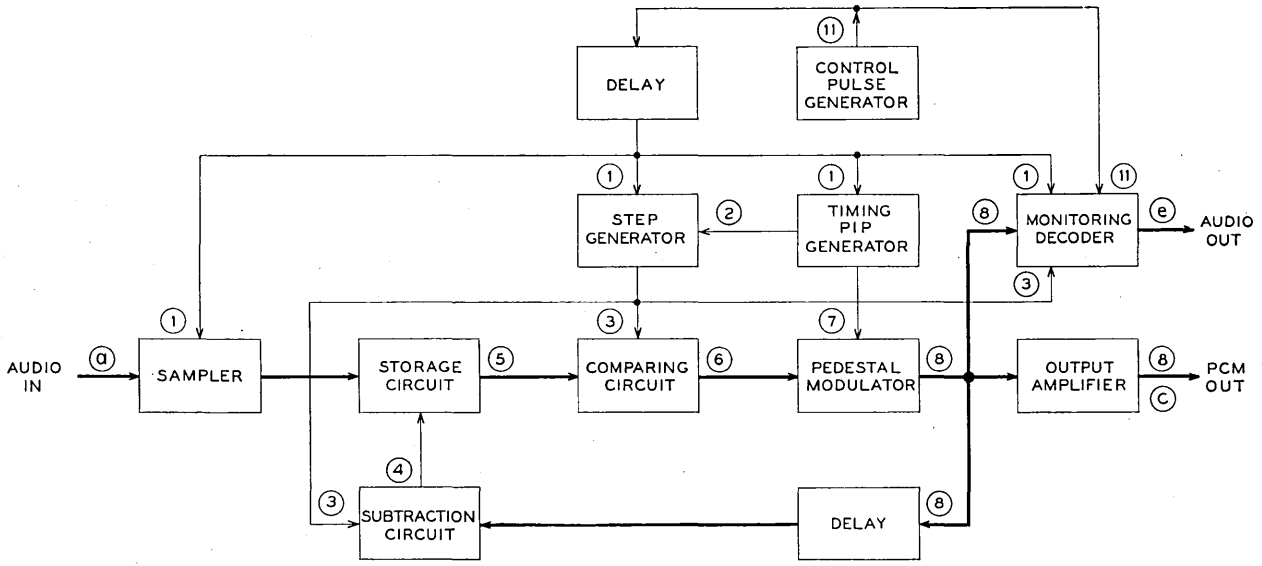 11
DELAY
CONTROL
PULSE
GENERATOR
1
1
1
11
STEP
GENERATOR
2
TIMING
PIP
GENERATOR
8
MONITORING
DECODER
e
AUDIO
OUT
3
1
3
7
AUDIO
IN
a
SAMPLER
STORAGE
CIRCUIT
5
COMPARING
CIRCUIT
6
PEDESTAL
MODULATOR
8
OUTPUT
AMPLIFIER
8
C
PCM
OUT
4
3
SUBTRACTION
CIRCUIT
DELAY
8